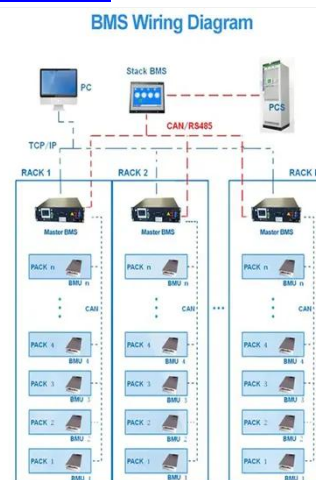 BMS Wiring Diagram
Stack BMS
PC
PCS
CAN/RS485
TCP/IP
RACK 1
RACK 2
RACK
Master BMS
Master BMS
Master BMS
PACK n
PACK n
PACK n
BMU n
BMU n
BMU n
CAN
CAN
CAN
PACK 4
PACK 4
PACK 4
BMU 4
BMU 4
BMU 4
PACK 3
PACK 3
PACK 3
BMU 3
BMU 3
BMU 3
PACK 2
PACK 2
PACK 2
BMU 2
BMU 2
BMU 2
PACK 1
PACK 1
PACK 1
BMU 1
BMU 1
BMU 1